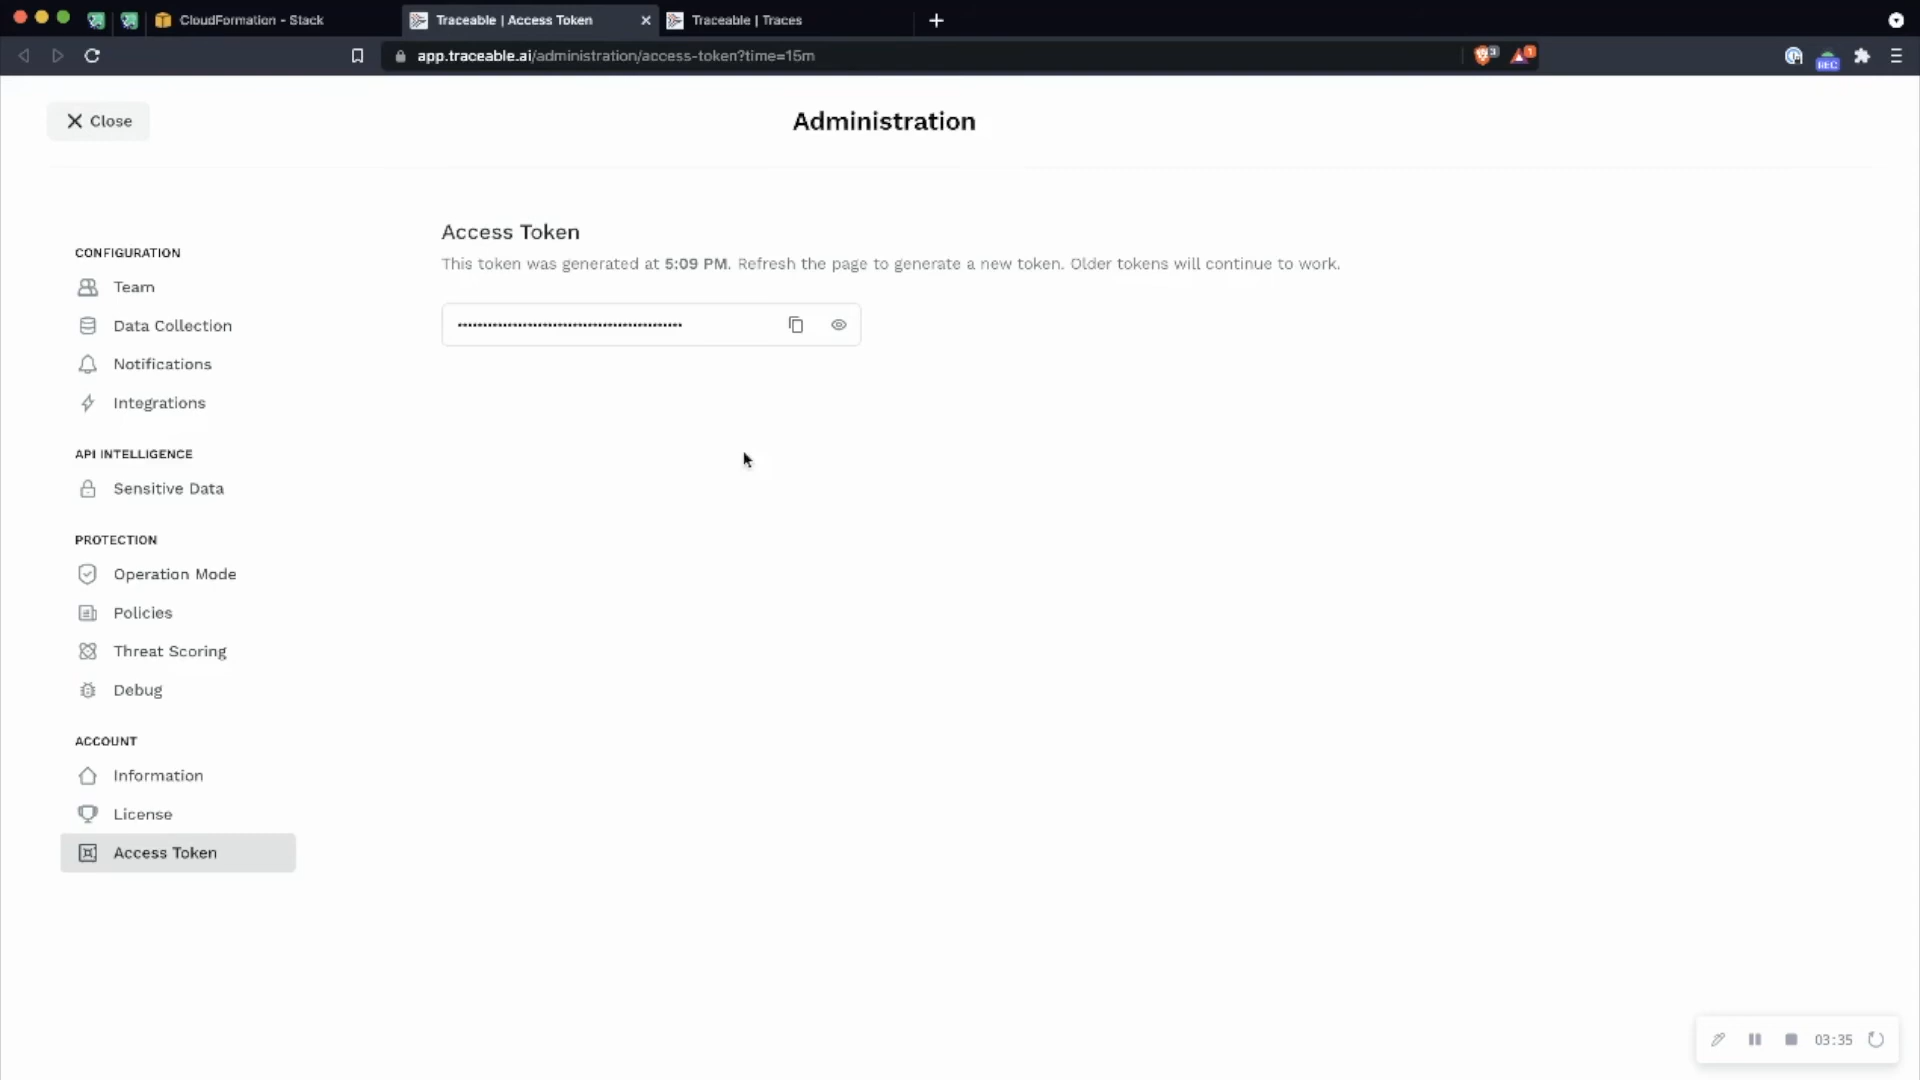 CloudFormation - Stack
Traceable | Access Token
Traceable | Traces
app.traceable.ai/administration/access-token?time=15m
3
1
REC
Close
Administration
CONFIGURATION
Team
Data Collection
Notifications
Integrations
API INTELLIGENCE
Sensitive Data
PROTECTION
Operation Mode
Policies
Threat Scoring
Debug
ACCOUNT
Information
License
Access Token
Access Token
This token was generated at 5:09 PM. Refresh the page to generate a new token. Older tokens will continue to work.
03:35